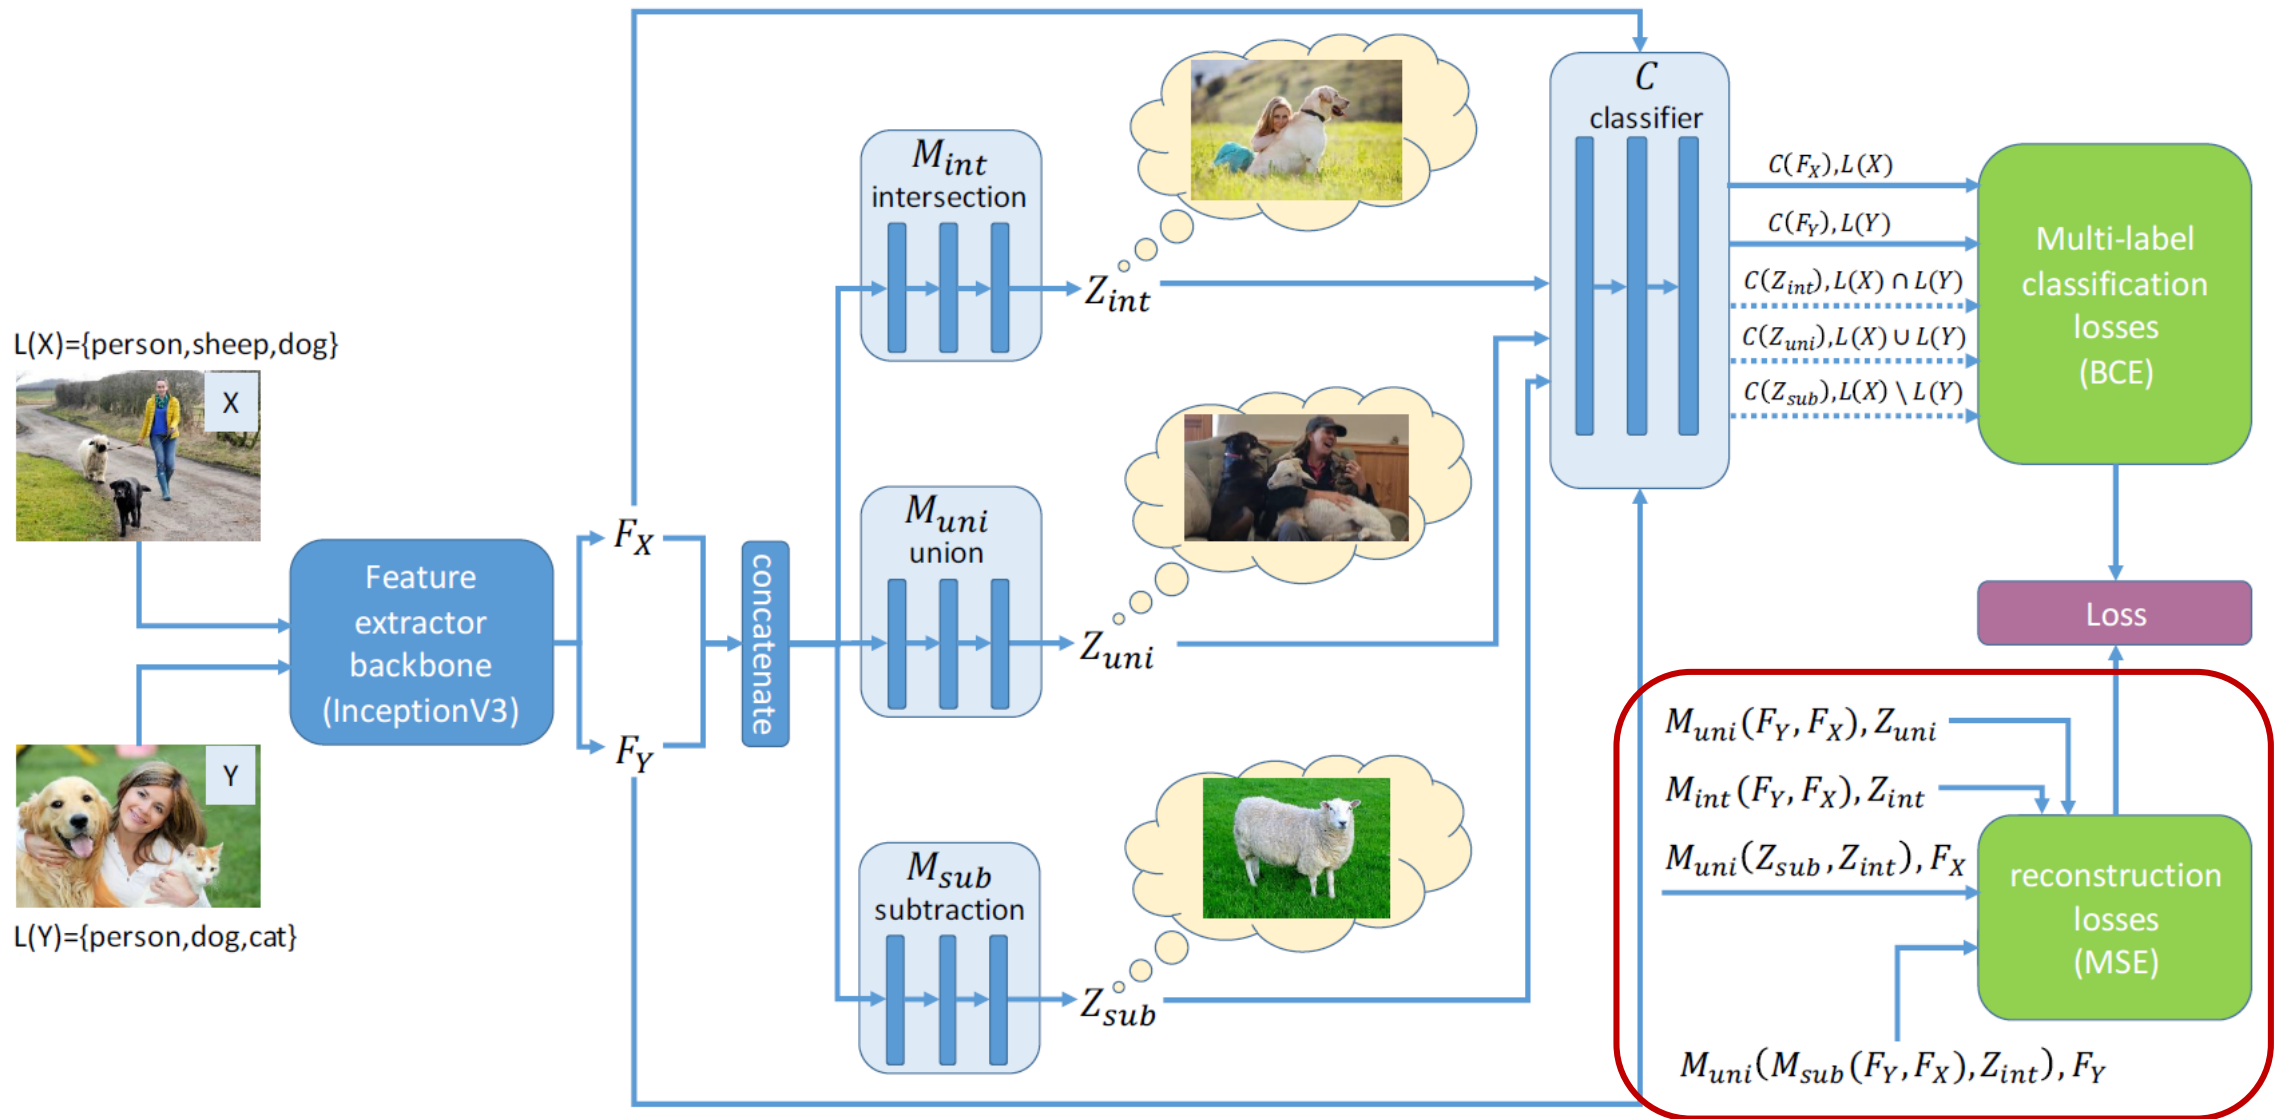 L(X)={person,sheep,dog}
X
Y
L(Y)={person,dog,cat}
Feature
extractor
backbone
(InceptionV3)
F_X
F_Y
concatenate
M_int
intersection
M_uni
union
M_sub
subtraction
Z_int
Z_uni
Z_sub
C
classifier
C(F_X),L(X)
C(F_Y),L(Y)
C(Z_int),L(X) ∩ L(Y)
C(Z_uni),L(X) ∪ L(Y)
C(Z_sub),L(X) \ L(Y)
Multi-label
classification
losses
(BCE)
Loss
M_uni(F_Y, F_X), Z_uni
M_int(F_Y, F_X), Z_int
M_uni(Z_sub, Z_int), F_X
M_uni(M_sub(F_Y, F_X), Z_int), F_Y
reconstruction
losses
(MSE)